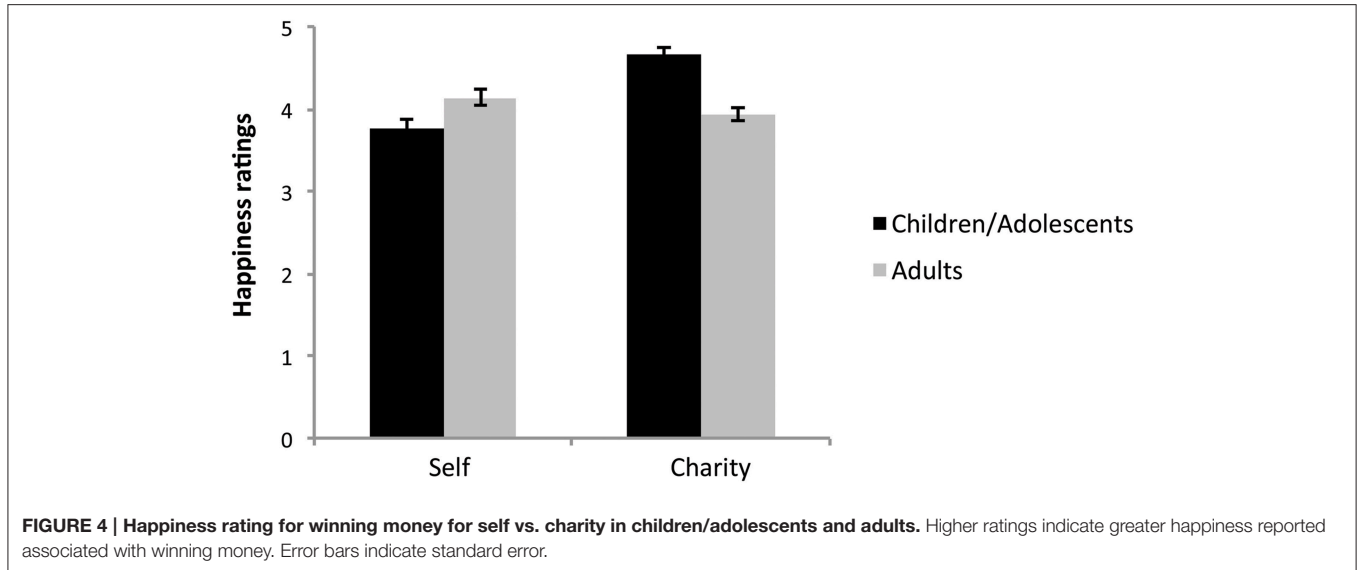 5
4
3
2
1
0
Happiness ratings
Self
Charity
Children/Adolescents
Adults
FIGURE 4 | Happiness rating for winning money for self vs. charity in children/adolescents and adults. Higher ratings indicate greater happiness reported
associated with winning money. Error bars indicate standard error.